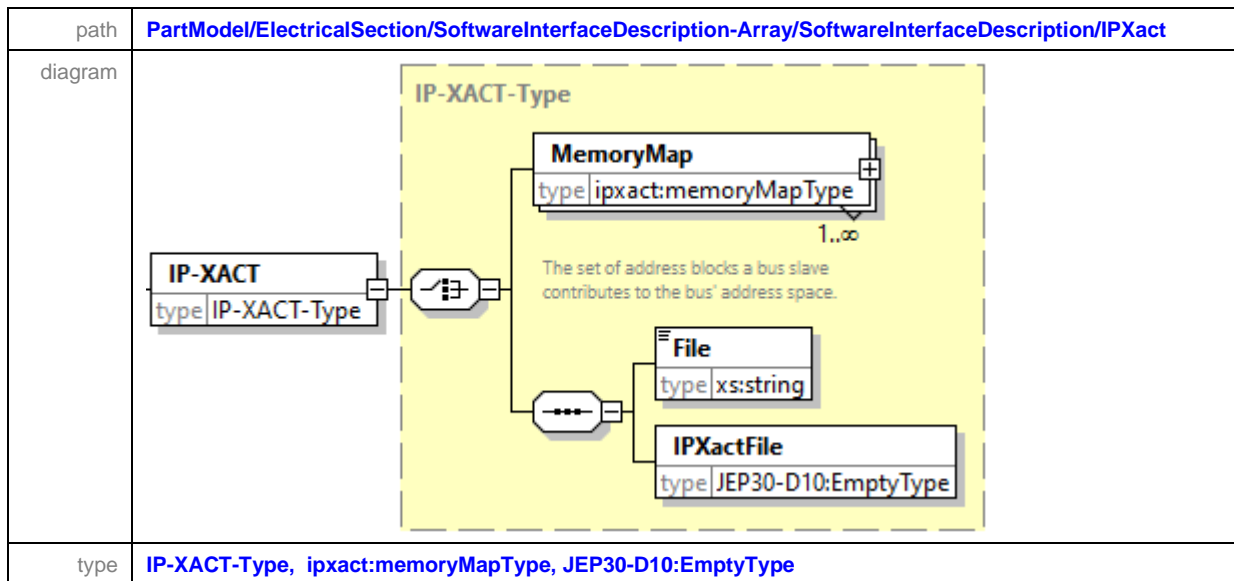 path
PartModel/ElectricalSection/SoftwareInterfaceDescription-Array/SoftwareInterfaceDescription/IPXact
diagram
IP-XACT-Type
MemoryMap
type ipxact:memoryMapType
1..∞
The set of address blocks a bus slave
contributes to the bus' address space.
IP-XACT
type IP-XACT-Type
File
type xs:string
IPXactFile
type JEP30-D10:EmptyType
type
IP-XACT-Type, ipxact:memoryMapType, JEP30-D10:EmptyType